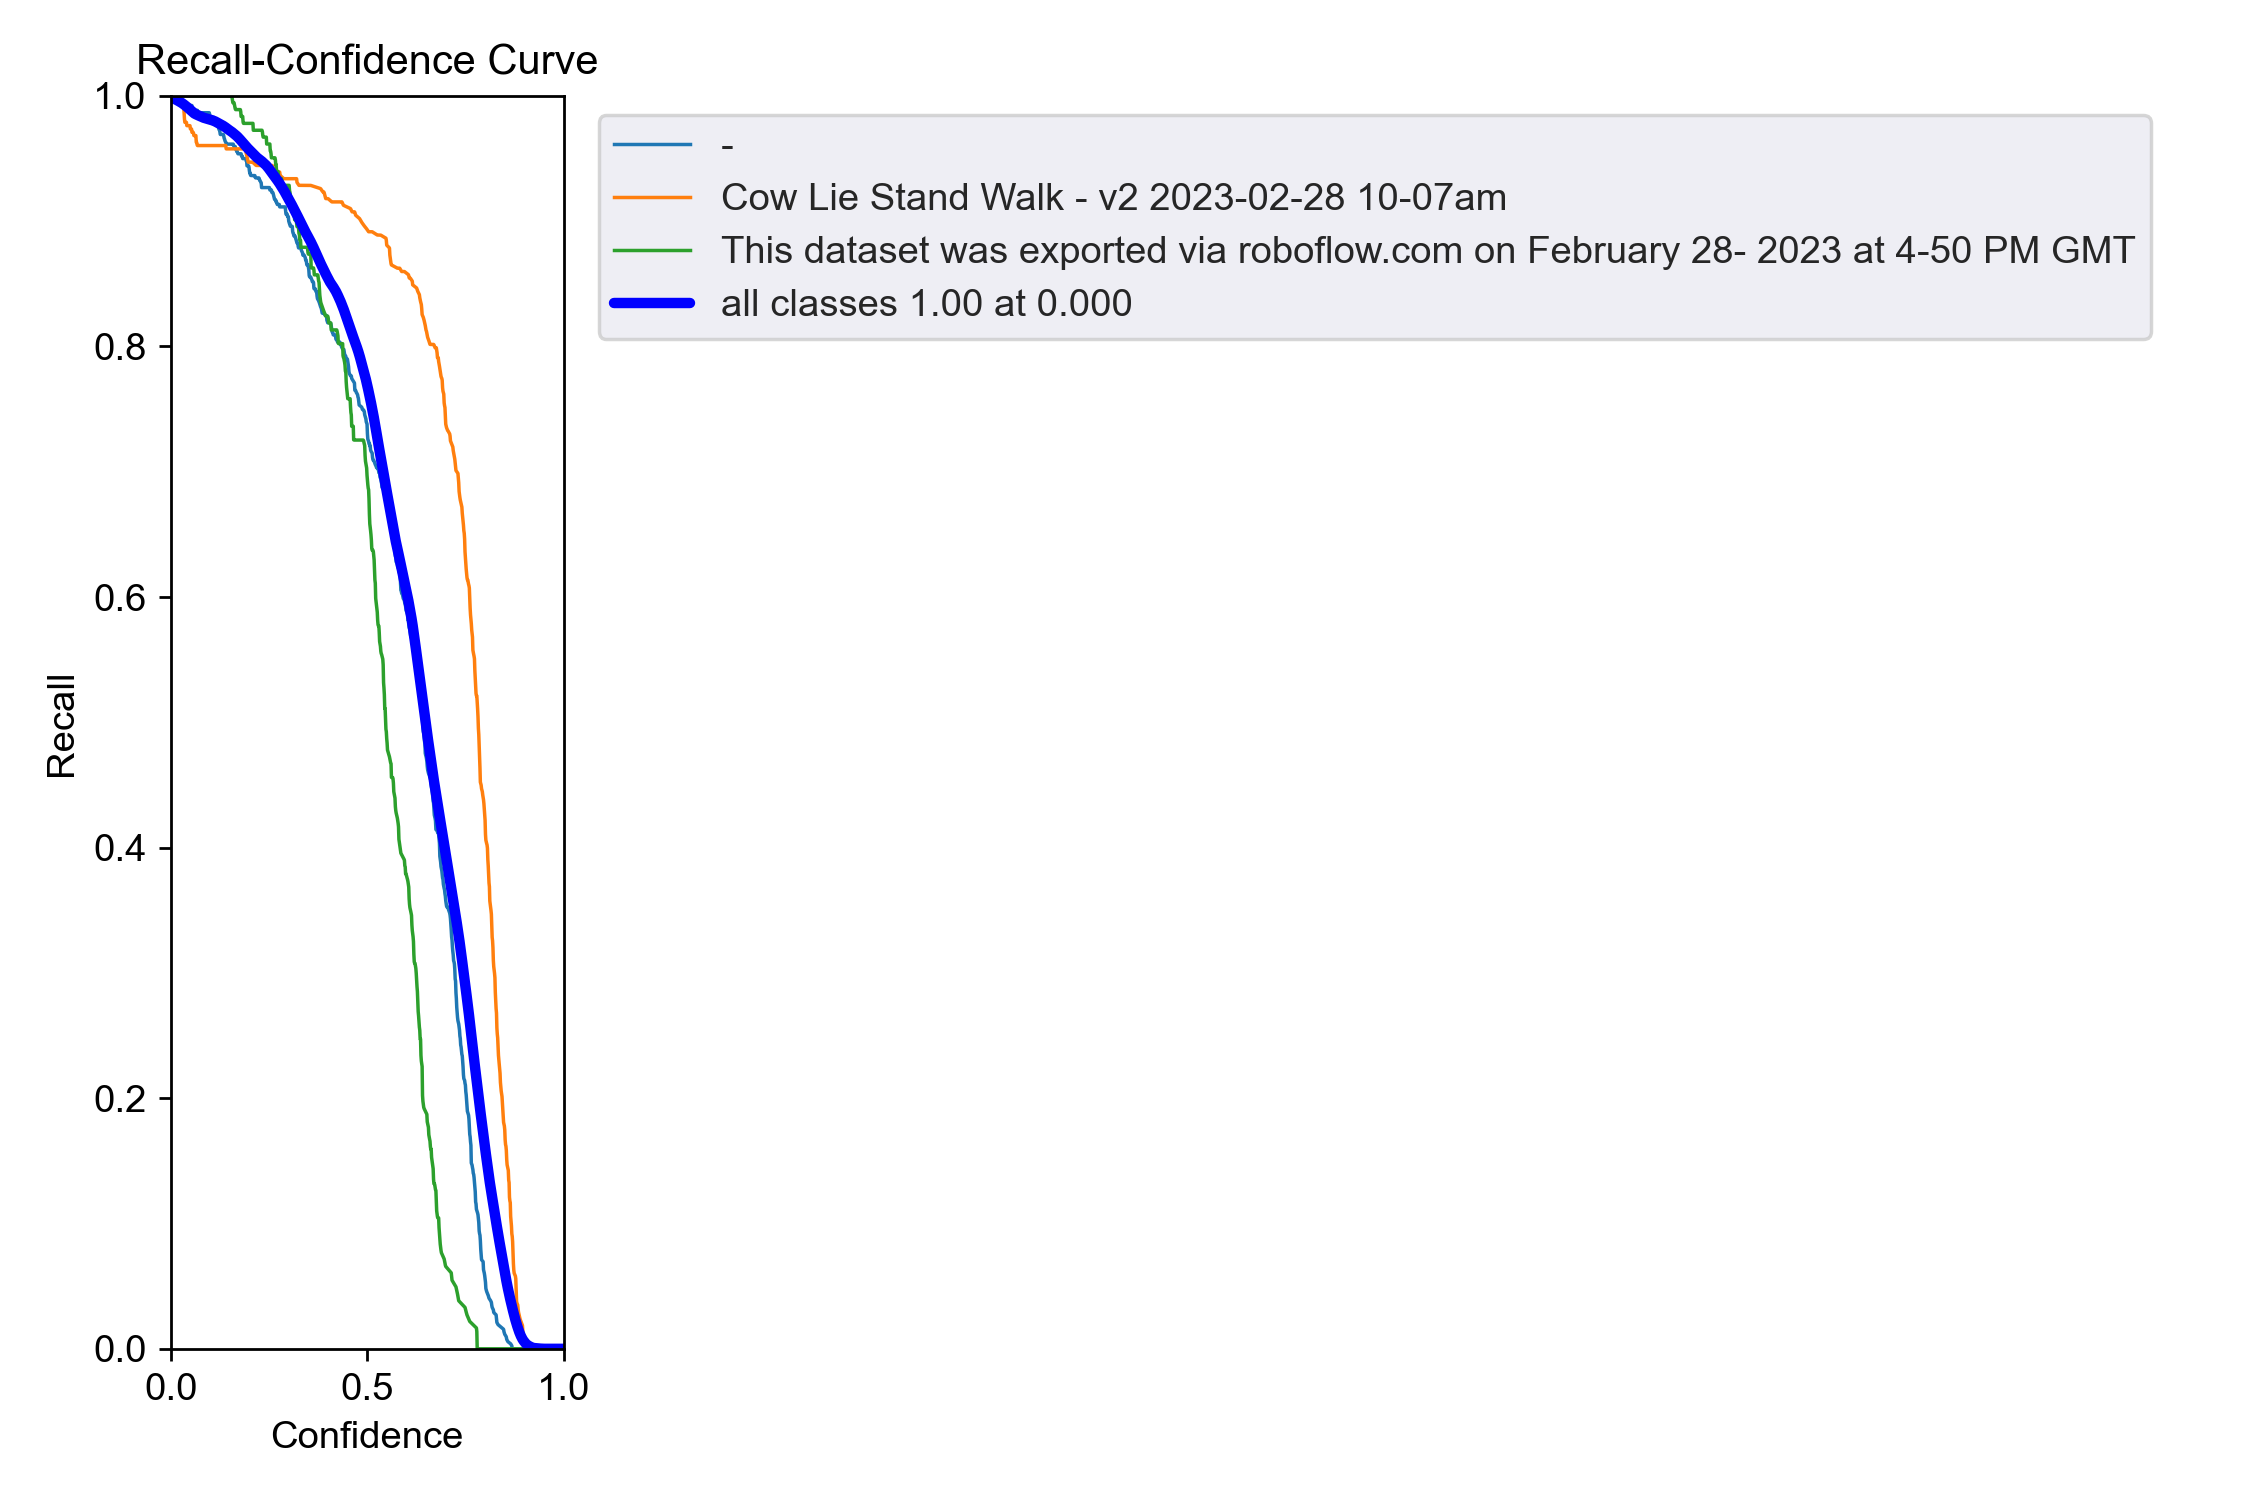 Recall-Confidence Curve
1.0
0.8
0.6
0.4
0.2
0.0
Recall
0.0 0.5 1.0
Confidence
-
Cow Lie Stand Walk - v2 2023-02-28 10-07am
This dataset was exported via roboflow.com on February 28- 2023 at 4-50 PM GMT
all classes 1.00 at 0.000